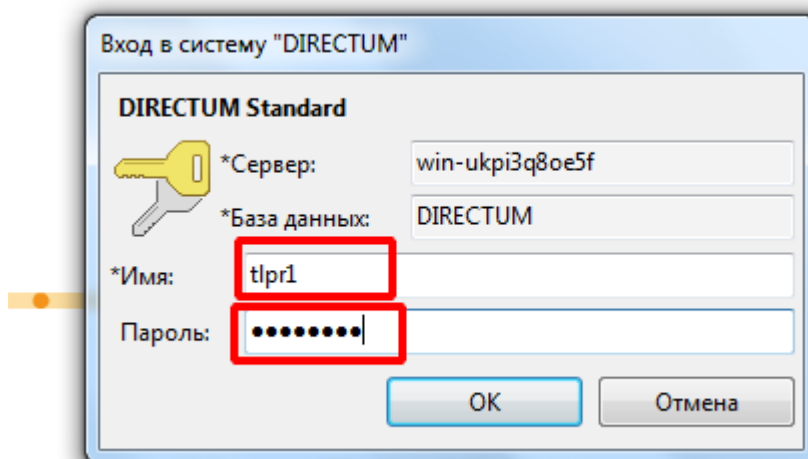 Вход в систему "DIRECTUM"
DIRECTUM Standard
*Сервер: win-ukpi3q8oe5f
*База данных: DIRECTUM
*Имя: tlpr1
Пароль: ●●●●●●●●
OK Отмена